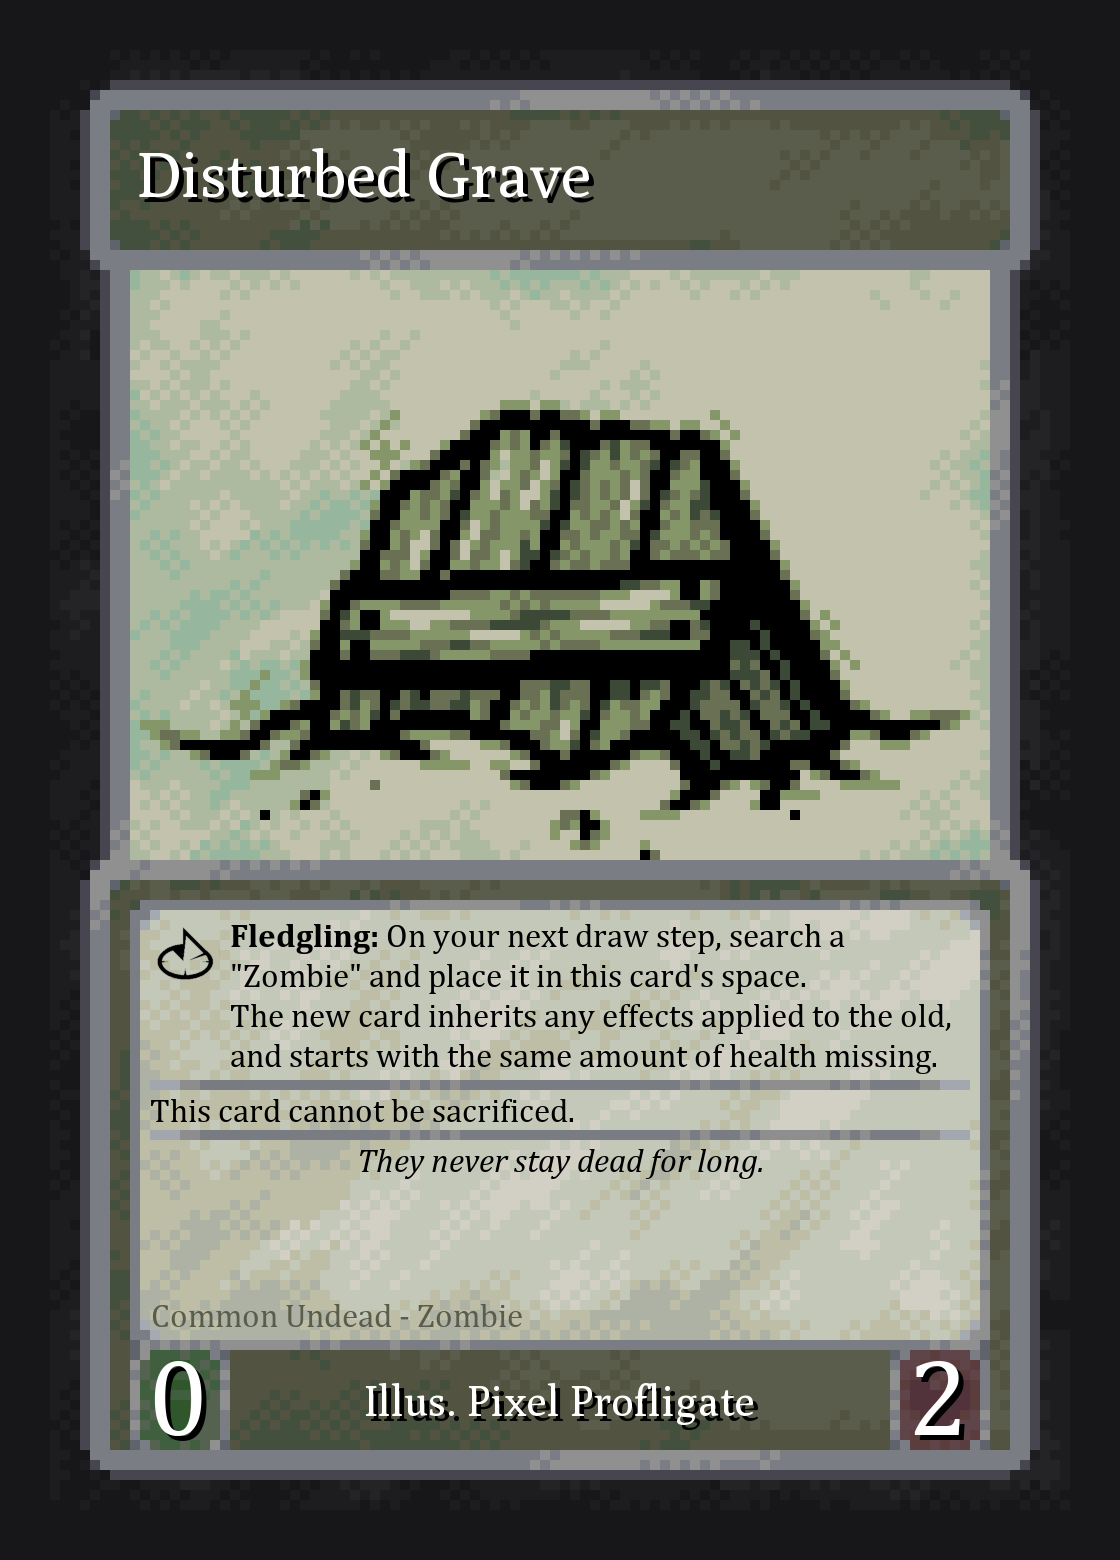 Disturbed Grave
Fledgling: On your next draw step, search a
"Zombie" and place it in this card's space.
The new card inherits any effects applied to the old,
and starts with the same amount of health missing.
This card cannot be sacrificed.
They never stay dead for long.
Common Undead - Zombie
0
Illus. Pixel Profligate
2